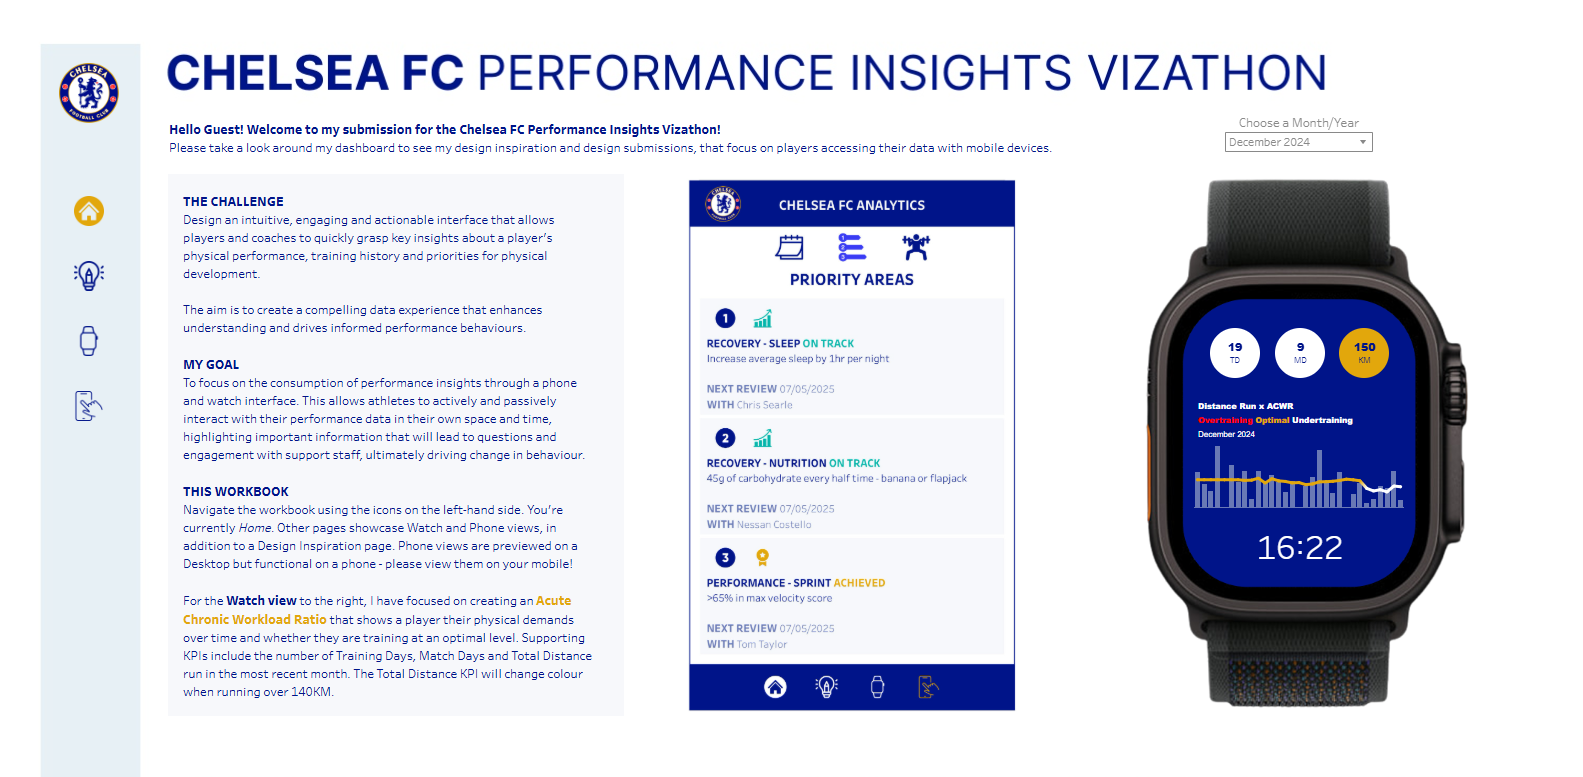 CHELSEA FC PERFORMANCE INSIGHTS VIZATHON
CHELSEA
FOOTBALL CLUB
Hello Guest! Welcome to my submission for the Chelsea FC Performance Insights Vizathon!
Please take a look around my dashboard to see my design inspiration and design submissions, that focus on players accessing their data with mobile devices.
Choose a Month/Year
December 2024
THE CHALLENGE
Design an intuitive, engaging and actionable interface that allows
players and coaches to quickly grasp key insights about a player's
physical performance, training history and priorities for physical
development.
The aim is to create a compelling data experience that enhances
understanding and drives informed performance behaviours.
MY GOAL
To focus on the consumption of performance insights through a phone
and watch interface. This allows athletes to actively and passively
interact with their performance data in their own space and time,
highlighting important information that will lead to questions and
engagement with support staff, ultimately driving change in behaviour.
THIS WORKBOOK
Navigate the workbook using the icons on the left-hand side. You're
currently Home. Other pages showcase Watch and Phone views, in
addition to a Design Inspiration page. Phone views are previewed on a
Desktop but functional on a phone - please view them on your mobile!
For the Watch view to the right, I have focused on creating an Acute
Chronic Workload Ratio that shows a player their physical demands
over time and whether they are training at an optimal level. Supporting
KPIs include the number of Training Days, Match Days and Total Distance
run in the most recent month. The Total Distance KPI will change colour
when running over 140KM.
CHELSEA
CHELSEA FC ANALYTICS
1
2
3
PRIORITY AREAS
1
RECOVERY - SLEEP ON TRACK
Increase average sleep by 1hr per night
NEXT REVIEW 07/05/2025
WITH Chris Searle
2
RECOVERY - NUTRITION ON TRACK
45g of carbohydrate every half time - banana or flapjack
NEXT REVIEW 07/05/2025
WITH Nessan Costello
3
PERFORMANCE - SPRINT ACHIEVED
>65% in max velocity score
NEXT REVIEW 07/05/2025
WITH Tom Taylor
19
TD
9
MD
150
KM
Distance Run x ACWR
Overtraining Optimal Undertraining
December 2024
16:22